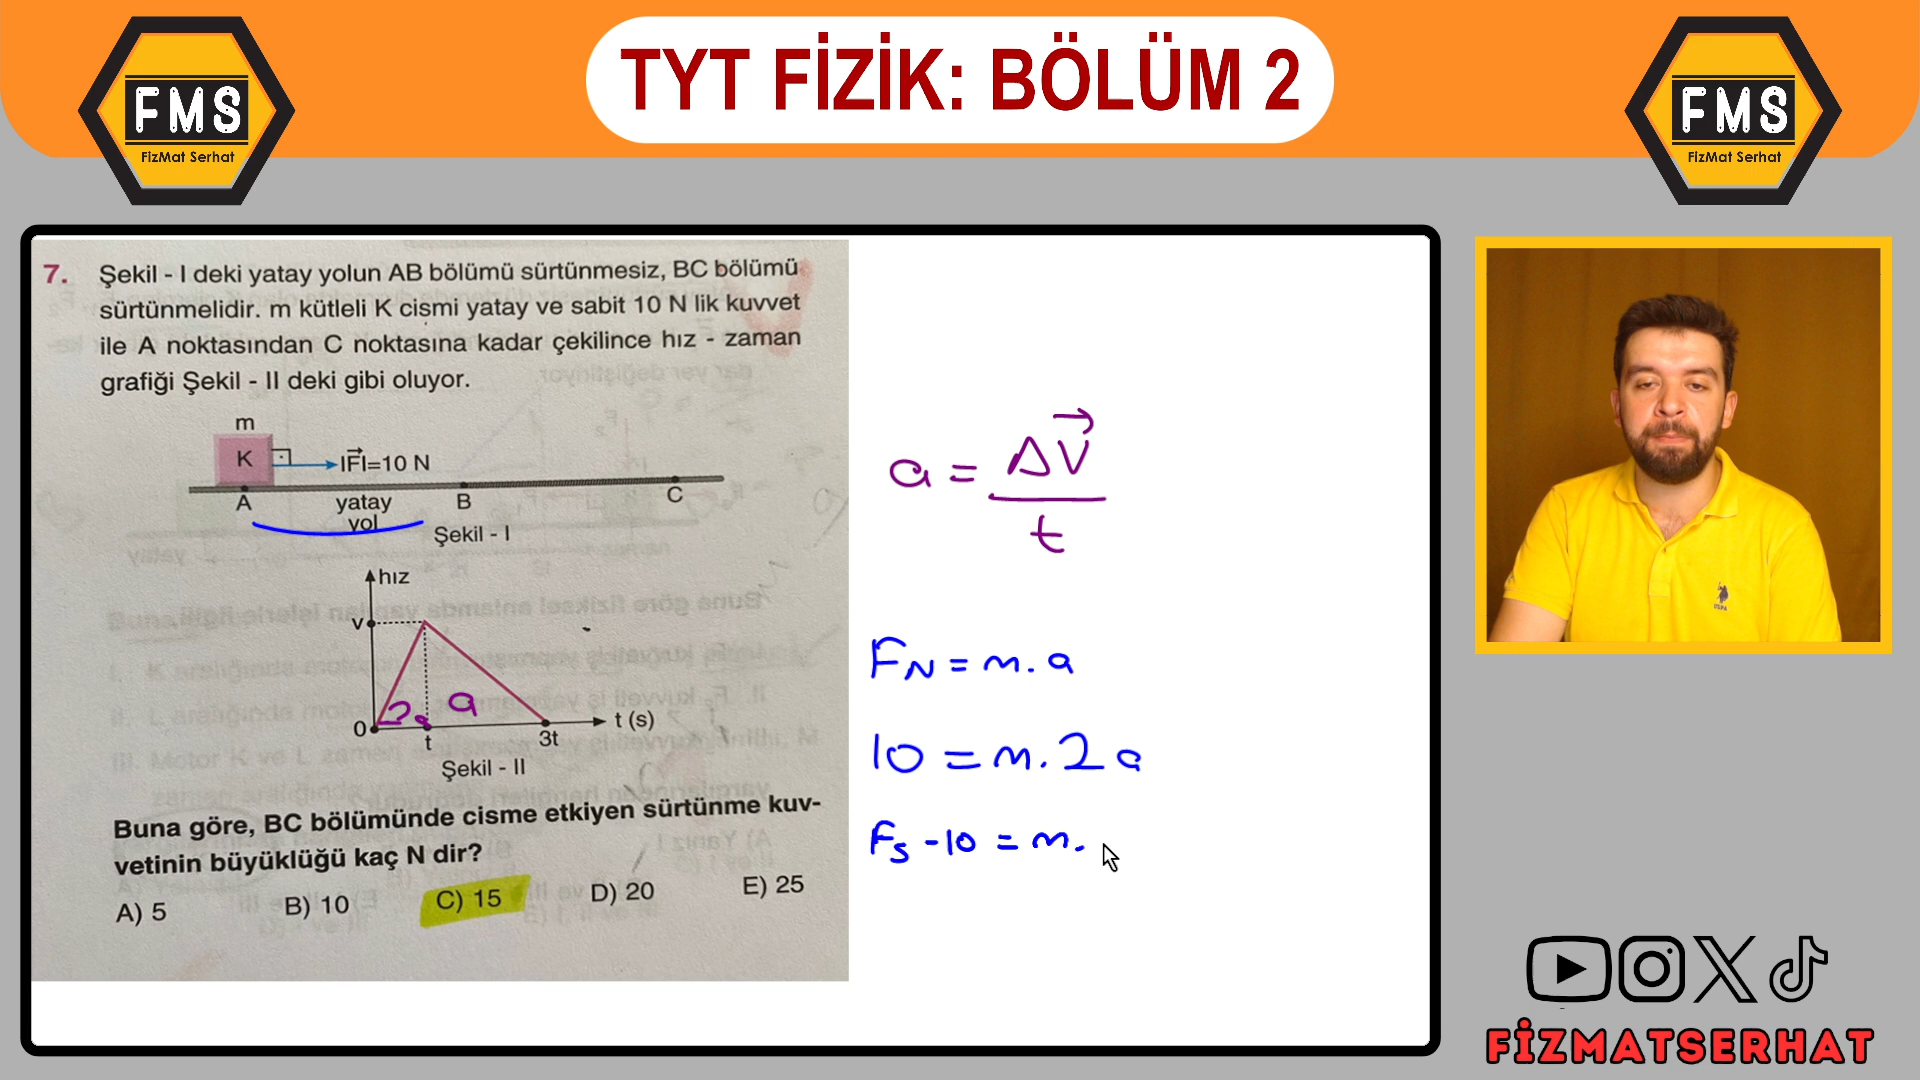 FMS
FizMat Serhat
TYT FİZİK: BÖLÜM 2
FMS
FizMat Serhat
7. Şekil - I deki yatay yolun AB bölümü sürtünmesiz, BC bölümü
sürtünmelidir. m kütleli K cismi yatay ve sabit 10 N lik kuvvet
ile A noktasından C noktasına kadar çekilince hız - zaman
grafiği Şekil - II deki gibi oluyor.
m
K
|F⃗|=10 N
A
yatay
yol
B
C
Şekil - I
hız
v
2a
a
0
t
3t
t (s)
Şekil - II
Buna göre, BC bölümünde cisme etkiyen sürtünme kuv-
vetinin büyüklüğü kaç N dir?
A) 5
B) 10
C) 15
D) 20
E) 25
a = ΔV⃗ / t
FN = m. a
10 = m. 2 a
Fs - 10 = m.
FİZMATSERHAT